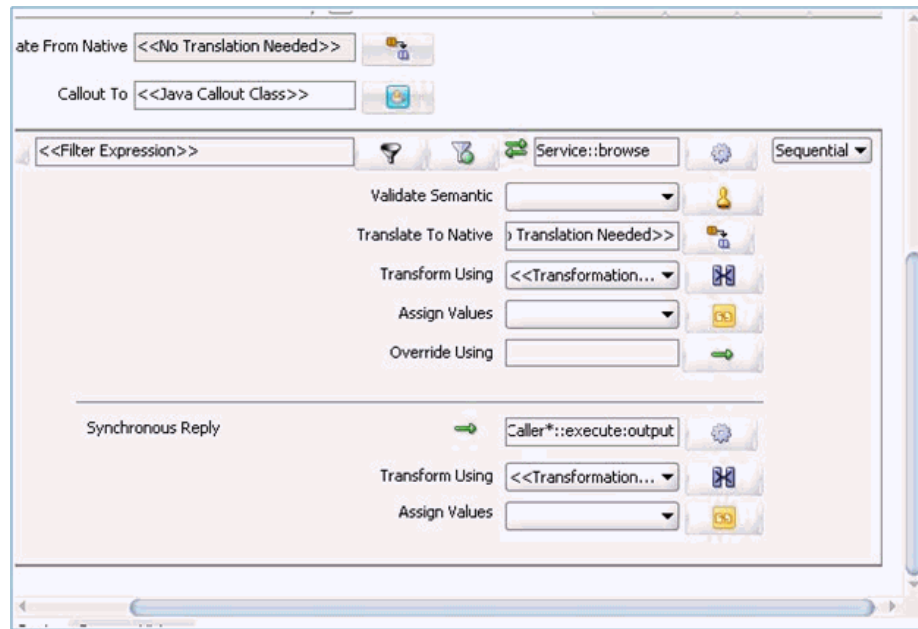 ate From Native <<No Translation Needed>>
Callout To <<Java Callout Class>>
<<Filter Expression>> Service::browse Sequential
Validate Semantic
Translate To Native Translation Needed>>
Transform Using <<Transformation...
Assign Values
Override Using
Synchronous Reply Caller*::execute:output
Transform Using <<Transformation...
Assign Values